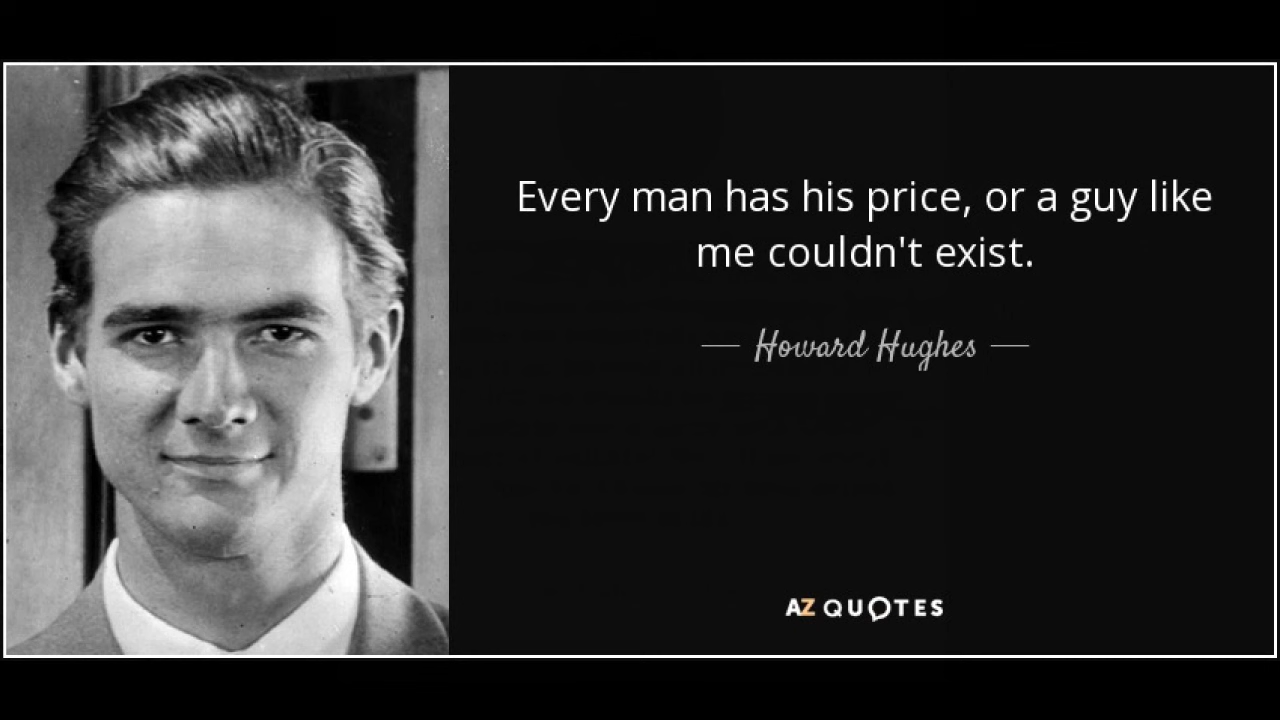 Every man has his price, or a guy like
me couldn't exist.
Howard Hughes
AZ QUOTES